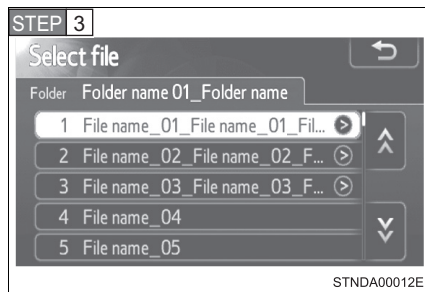 STEP 3
Select file
Folder Folder name 01_Folder name
1 File name_01_File name_01_Fil...
2 File name_02_File name_02_F...
3 File name_03_File name_03_F...
4 File name_04
5 File name_05
STNDA00012E